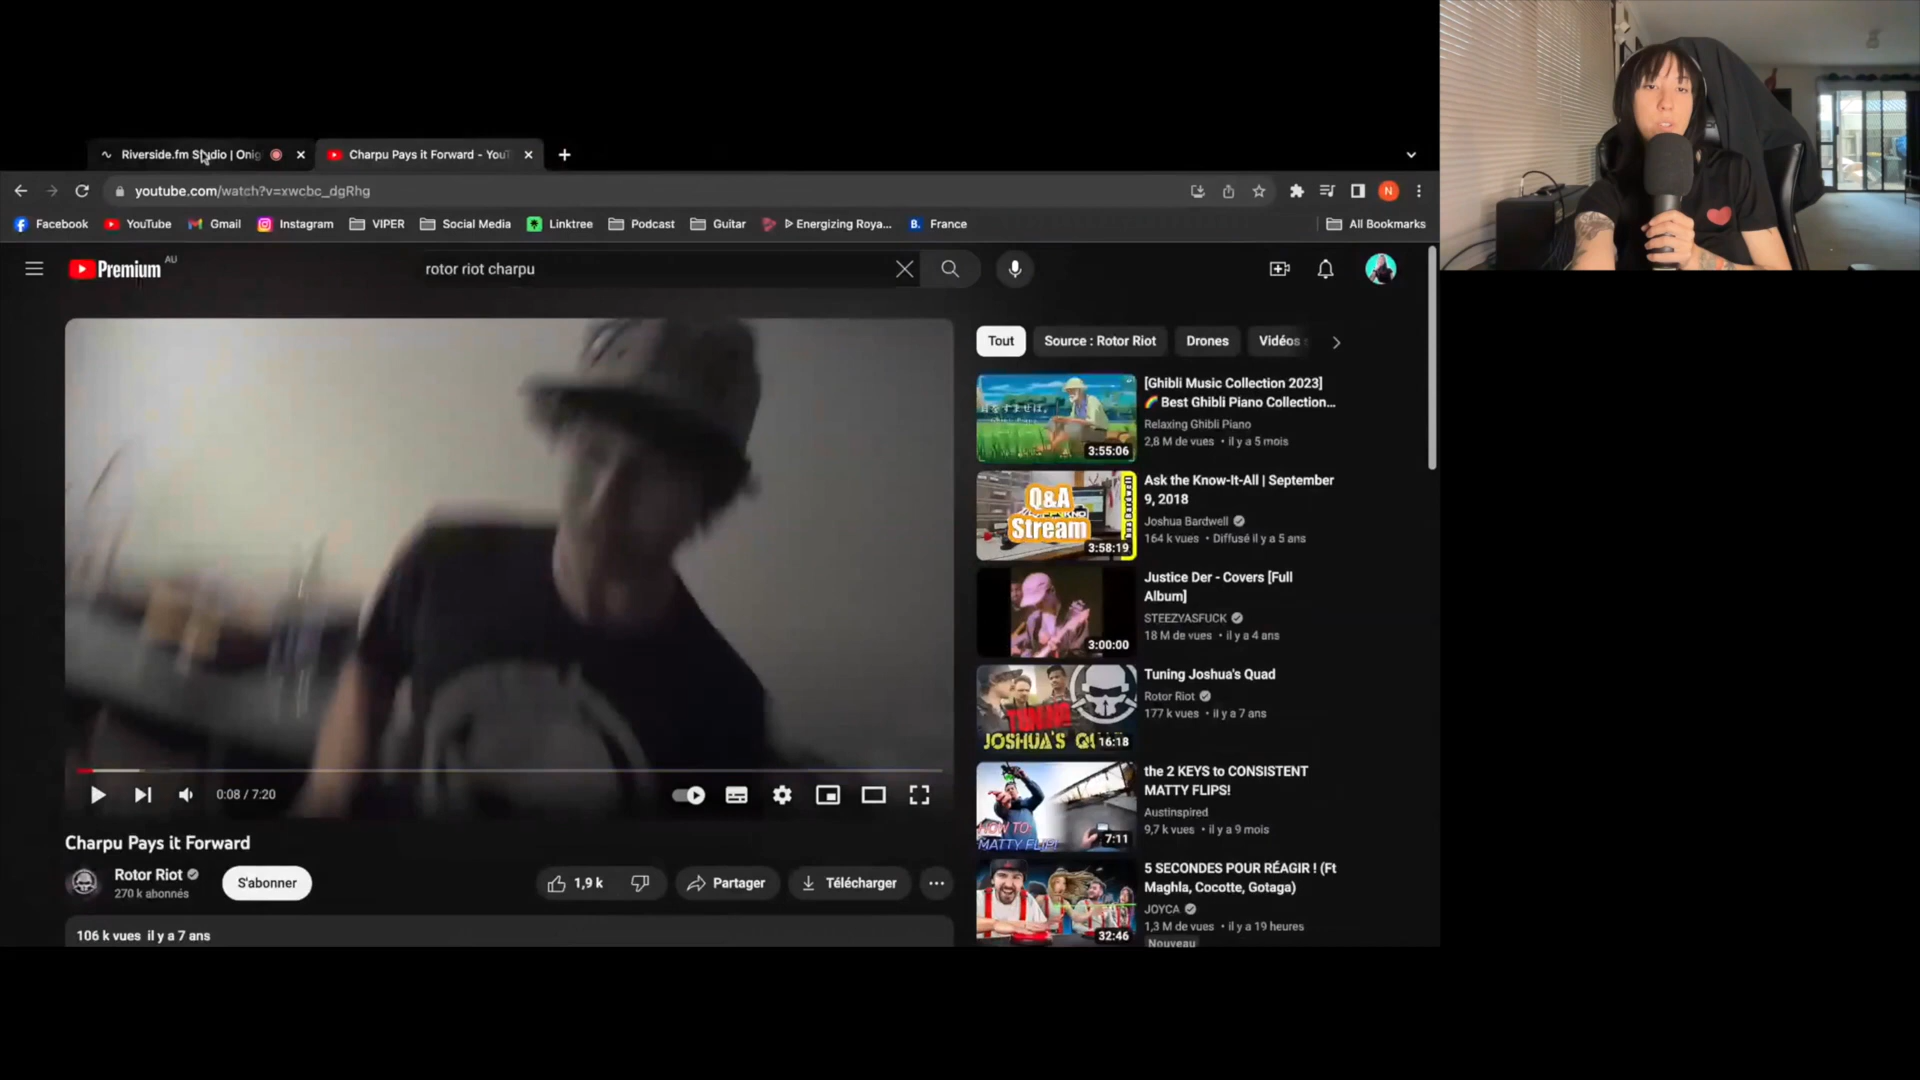 Riverside.fm Studio | Onig
Charpu Pays it Forward - YouT
youtube.com/watch?v=xwcbc_dgRhg
N
Facebook
YouTube
Gmail
Instagram
VIPER
Social Media
Linktree
Podcast
Guitar
Energizing Roya...
B.
France
All Bookmarks
Premium AU
rotor riot charpu
Tout
Source : Rotor Riot
Drones
Vidéos
[Ghibli Music Collection 2023]
🌈 Best Ghibli Piano Collection...
Relaxing Ghibli Piano
2,8 M de vues • il y a 5 mois
3:55:06
Q&A
Stream
3:58:19
Ask the Know-It-All | September
9, 2018
Joshua Bardwell
164 k vues • Diffusé il y a 5 ans
3:00:00
Justice Der - Covers [Full
Album]
STEEZYASFUCK
18 M de vues • il y a 4 ans
JOSHUA'S
16:18
Tuning Joshua's Quad
Rotor Riot
177 k vues • il y a 7 ans
HOW TO
MATTY FLIP
7:11
the 2 KEYS to CONSISTENT
MATTY FLIPS!
Austinspired
9,7 k vues • il y a 9 mois
32:46
5 SECONDES POUR RÉAGIR ! (Ft
Maghla, Cocotte, Gotaga)
JOYCA
1,3 M de vues • il y a 19 heures
Nouveau
0:08 / 7:20
Charpu Pays it Forward
Rotor Riot
270 k abonnés
S'abonner
1,9 k
Partager
Télécharger
106 k vues il y a 7 ans